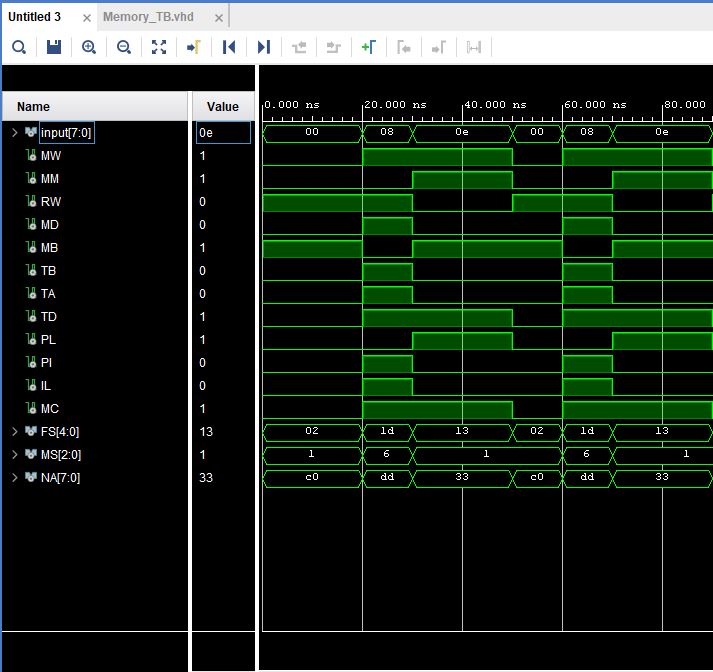 Untitled 3 × Memory_TB.vhd ×
Name Value 0.000 ns 20.000 ns 40.000 ns 60.000 ns 80.000
input[7:0] 0e 00 08 0e 00 08 0e
MW 1
MM 1
RW 0
MD 0
MB 1
TB 0
TA 0
TD 1
PL 1
PI 0
IL 0
MC 1
FS[4:0] 13 02 1d 13 02 1d 13
MS[2:0] 1 1 6 1 6 1
NA[7:0] 33 c0 dd 33 c0 dd 33